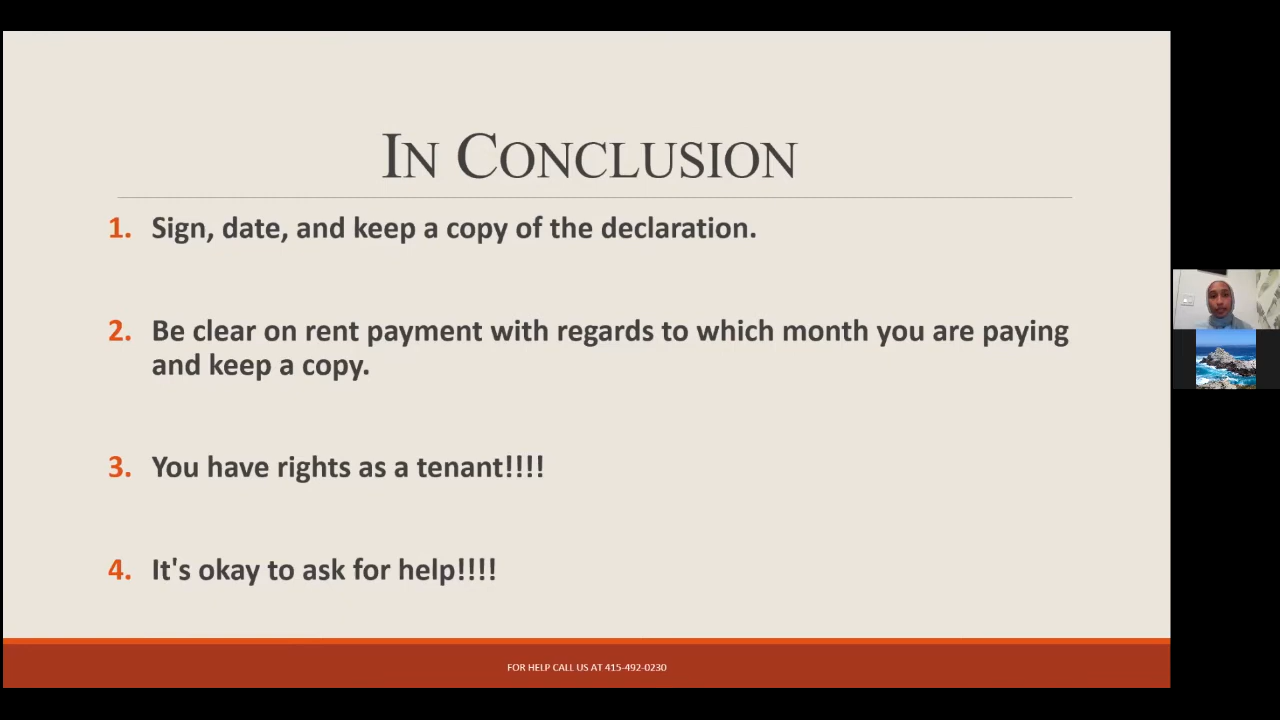 IN CONCLUSION
1. Sign, date, and keep a copy of the declaration.
2. Be clear on rent payment with regards to which month you are paying
and keep a copy.
3. You have rights as a tenant!!!!
4. It's okay to ask for help!!!!
FOR HELP CALL US AT 415-492-0230